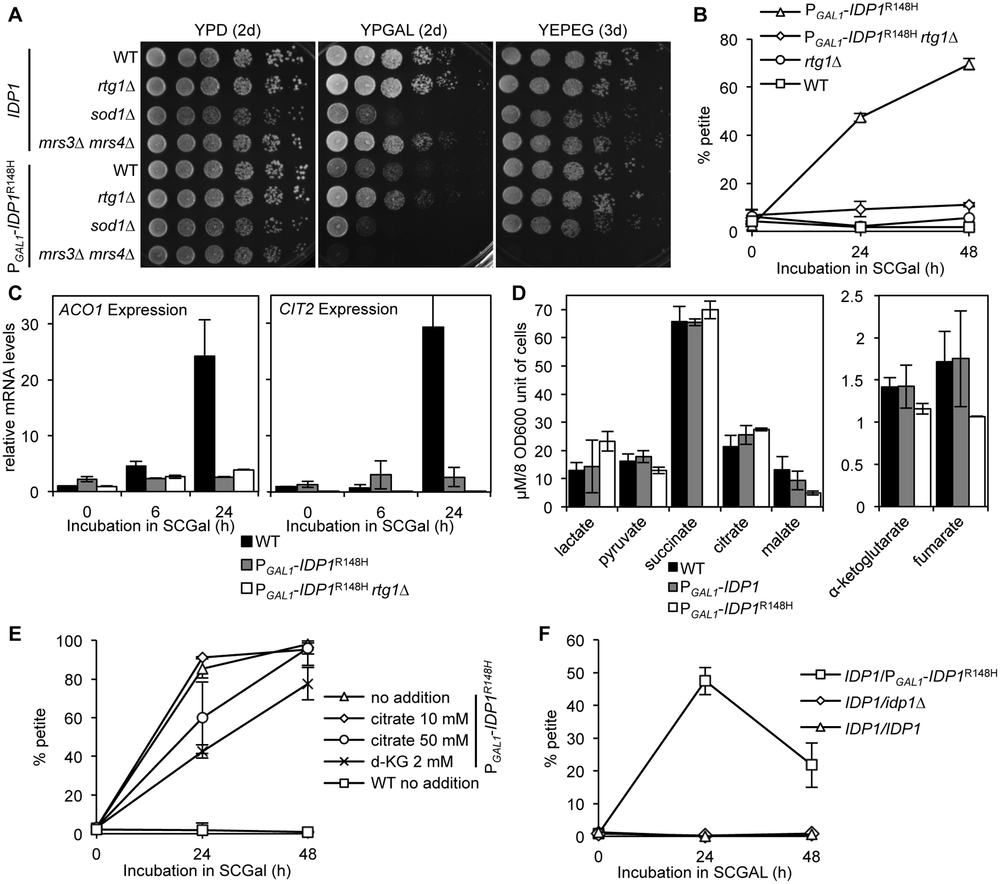 A
YPD (2d)
YPGAL (2d)
YEPEG (3d)
IDP1
WT
rtg1Δ
sod1Δ
mrs3Δ mrs4Δ
PGAL1-IDP1R148H
WT
rtg1Δ
sod1Δ
mrs3Δ mrs4Δ
B
PGAL1-IDP1R148H
PGAL1-IDP1R148H rtg1Δ
rtg1Δ
WT
% petite
80
60
40
20
0
0 24 48
Incubation in SCGal (h)
C
ACO1 Expression
CIT2 Expression
relative mRNA levels
30
20
10
0
0 6 24
Incubation in SCGal (h)
0 6 24
Incubation in SCGal (h)
WT
PGAL1-IDP1R148H
PGAL1-IDP1R148H rtg1Δ
D
µM/8 OD600 unit of cells
70
60
50
40
30
20
10
0
lactate
pyruvate
succinate
citrate
malate
2.5
2
1.5
1
0.5
0
α-ketoglutarate
fumarate
WT
PGAL1-IDP1
PGAL1-IDP1R148H
E
% petite
100
80
60
40
20
0
0 24 48
Incubation in SCGal (h)
no addition
citrate 10 mM
citrate 50 mM
d-KG 2 mM
WT no addition
PGAL1-IDP1R148H
F
% petite
60
50
40
30
20
10
0
0 24 48
Incubation in SCGAL (h)
IDP1/PGAL1-IDP1R148H
IDP1/idp1Δ
IDP1/IDP1